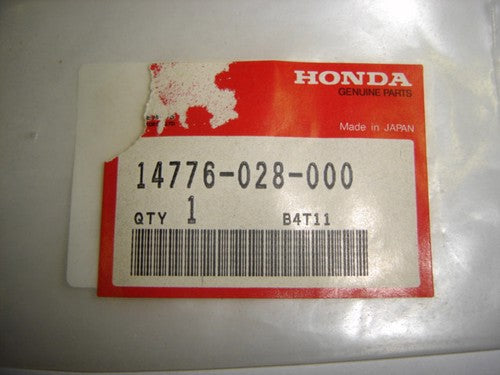 HONDA
GENUINE PARTS
Made in JAPAN
14776-028-000
QTY 1 B4T11